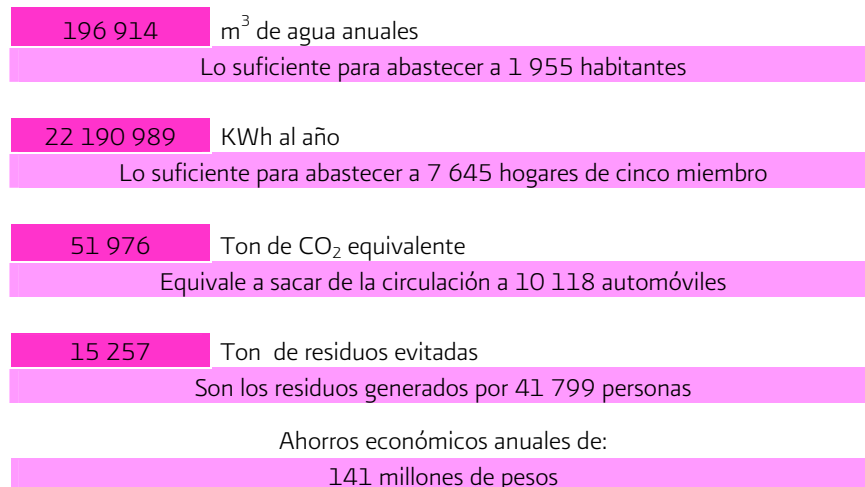 196 914 m³ de agua anuales
Lo suficiente para abastecer a 1 955 habitantes
22 190 989 KWh al año
Lo suficiente para abastecer a 7 645 hogares de cinco miembro
51 976 Ton de CO₂ equivalente
Equivale a sacar de la circulación a 10 118 automóviles
15 257 Ton de residuos evitadas
Son los residuos generados por 41 799 personas
Ahorros económicos anuales de:
141 millones de pesos